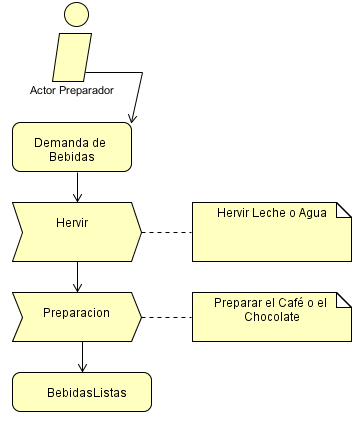 Actor Preparador
Demanda de
Bebidas
Hervir
Hervir Leche o Agua
Preparacion
Preparar el Café o el
Chocolate
BebidasListas